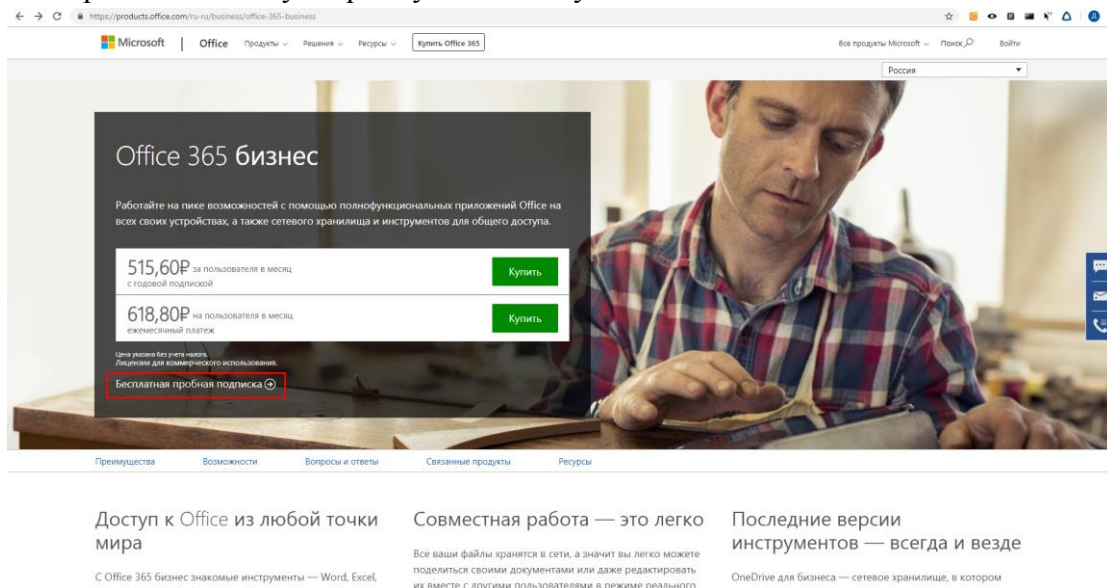 https://products.office.com/ru-ru/business/office-365-business
Microsoft | Office Продукты Решения Ресурсы Купить Office 365 Все продукты Microsoft Поиск Войти
Россия
Office 365 бизнес
Работайте на пике возможностей с помощью полнофункциональных приложений Office на
всех своих устройствах, а также сетевого хранилища и инструментов для общего доступа.
515,60₽ за пользователя в месяц
с годовой подпиской
Купить
618,80₽ на пользователя в месяц
ежемесячный платеж
Купить
Цена указана без учета налога.
Лицензии для коммерческого использования.
Бесплатная пробная подписка
Преимущества Возможности Вопросы и ответы Связанные продукты Ресурсы
Доступ к Office из любой точки
мира
С Office 365 бизнес знакомые инструменты — Word, Excel,
Совместная работа — это легко
Все ваши файлы хранятся в сети, а значит вы легко можете
поделиться своими документами или даже редактировать
их вместе с другими пользователями в режиме реального
Последние версии
инструментов — всегда и везде
OneDrive для бизнеса — сетевое хранилище, в котором